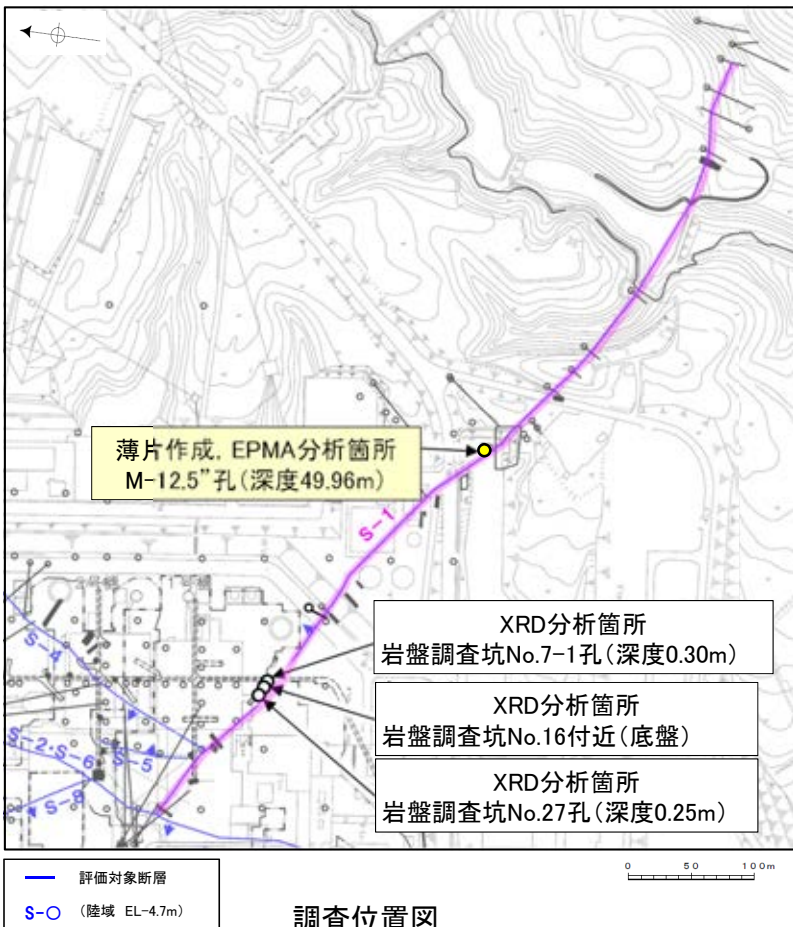 薄片作成,EPMA分析箇所
M-12.5”孔(深度49.96m)
S-1
XRD分析箇所
岩盤調査坑No.7-1孔(深度0.30m)
XRD分析箇所
岩盤調査坑No.16付近(底盤)
XRD分析箇所
岩盤調査坑No.27孔(深度0.25m)
S-4
S-2・S-6
S-5
S-8
評価対象断層
S-○ (陸域 EL-4.7m)
0 50 100m
調査位置図